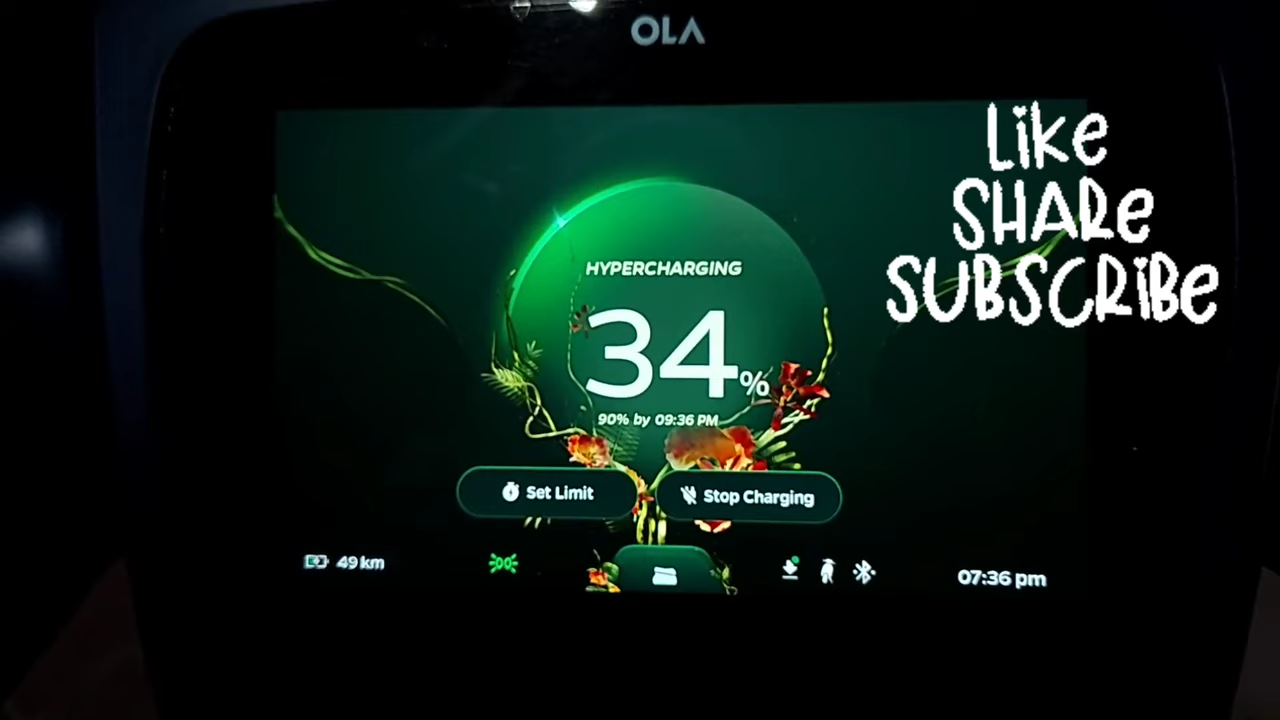 OLA
Like
SHARe
SUBSCRiBe
HYPERCHARGING
34%
90% by 09:36 PM
Set Limit
Stop Charging
49 km
07:36 pm